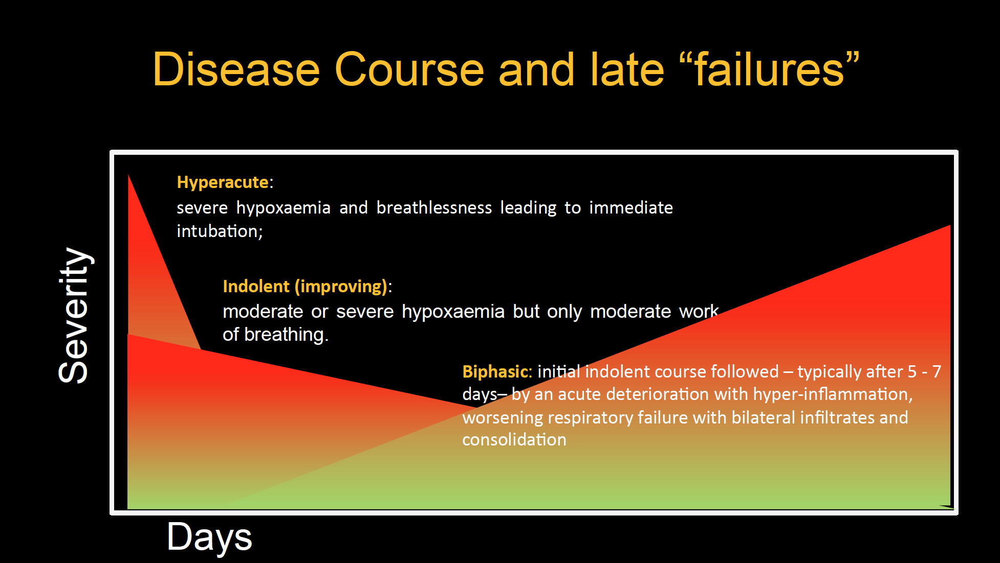 Disease Course and late “failures”
Hyperacute:
severe hypoxaemia and breathlessness leading to immediate
intubation;
Indolent (improving):
moderate or severe hypoxaemia but only moderate work
of breathing.
Biphasic: initial indolent course followed – typically after 5 - 7
days– by an acute deterioration with hyper-inflammation,
worsening respiratory failure with bilateral infiltrates and
consolidation
Severity
Days